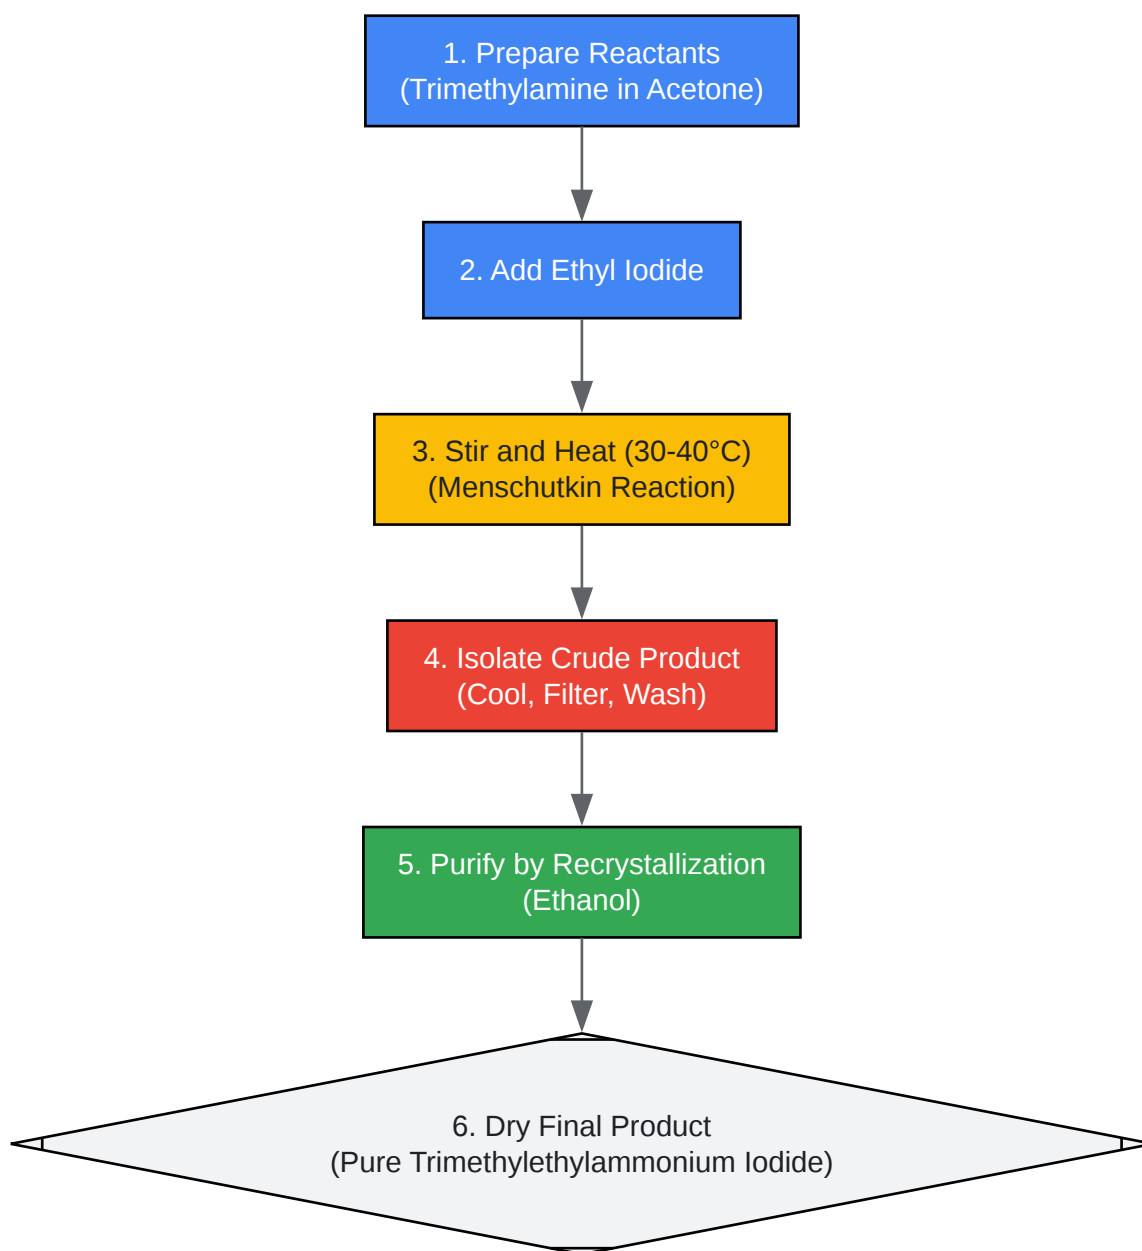 1. Prepare Reactants
(Trimethylamine in Acetone)
2. Add Ethyl Iodide
3. Stir and Heat (30-40°C)
(Menschutkin Reaction)
4. Isolate Crude Product
(Cool, Filter, Wash)
5. Purify by Recrystallization
(Ethanol)
6. Dry Final Product
(Pure Trimethylethylammonium Iodide)